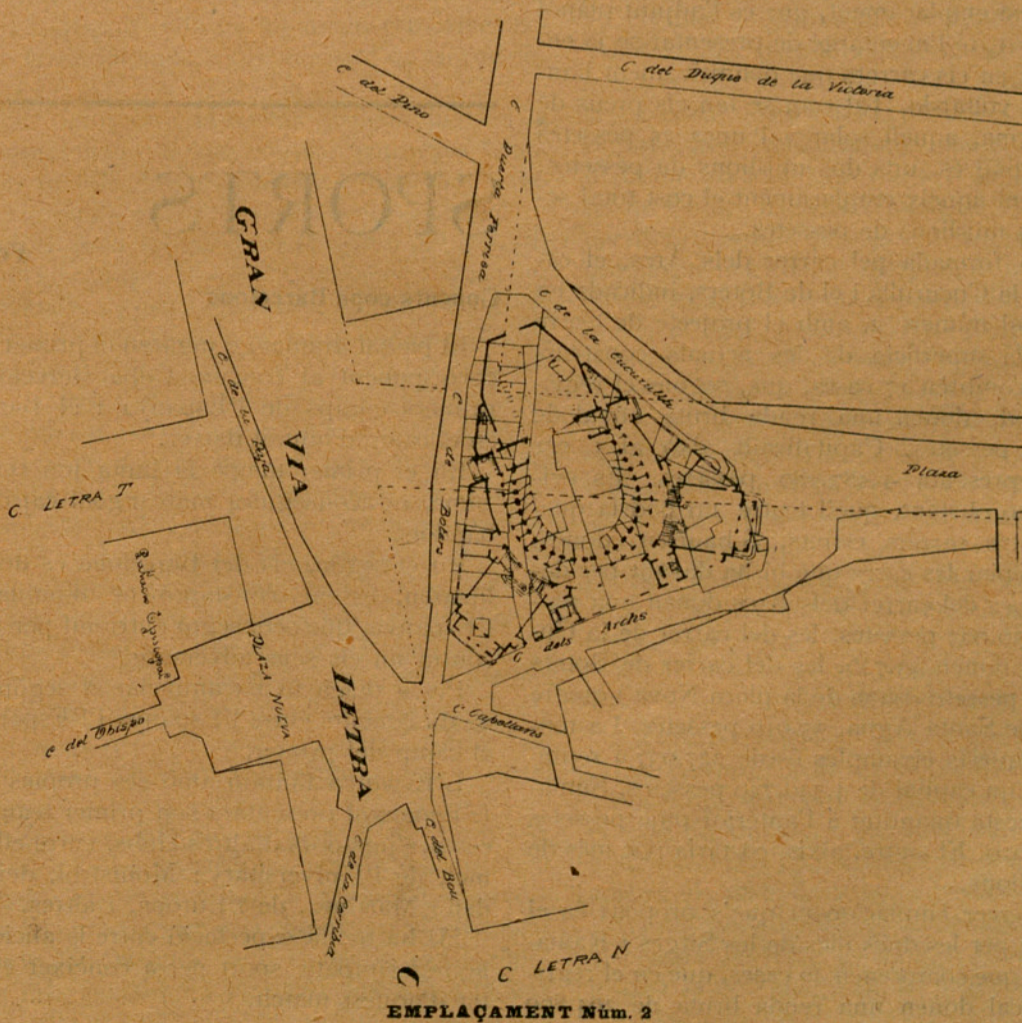 C del Duque de la Victoria
C del Pino
C Puerta Ferrisa
GRAN VIA LETRA C
C de la Cucurulla
C de la Paja
C de Boters
Plaza
C LETRA T
C dels Archs
PLAZA NUEVA
C del Obispo
C Capellans
C del Bou
C de la Corribia
C LETRA N
EMPLAÇAMENT Núm. 2